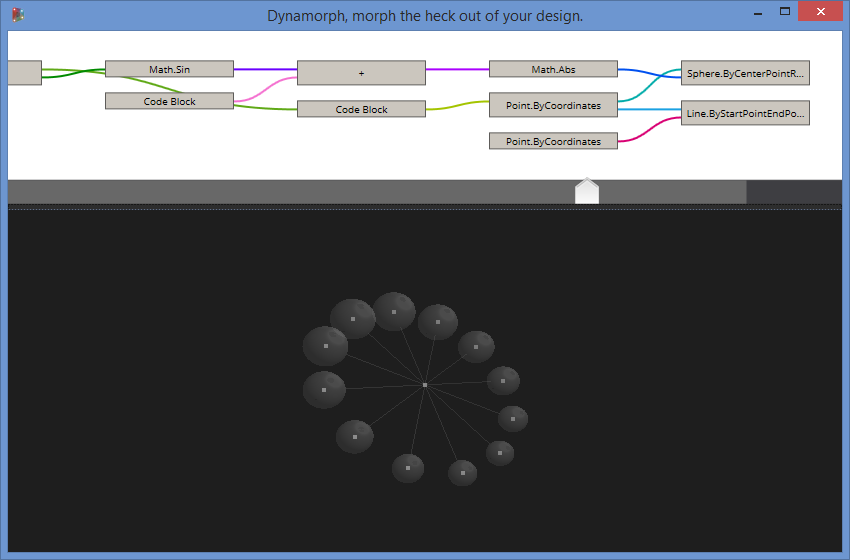 Dynamorph, morph the heck out of your design.
Math.Sin
+
Math.Abs
Sphere.ByCenterPointR...
Code Block
Code Block
Point.ByCoordinates
Line.ByStartPointEndPo...
Point.ByCoordinates